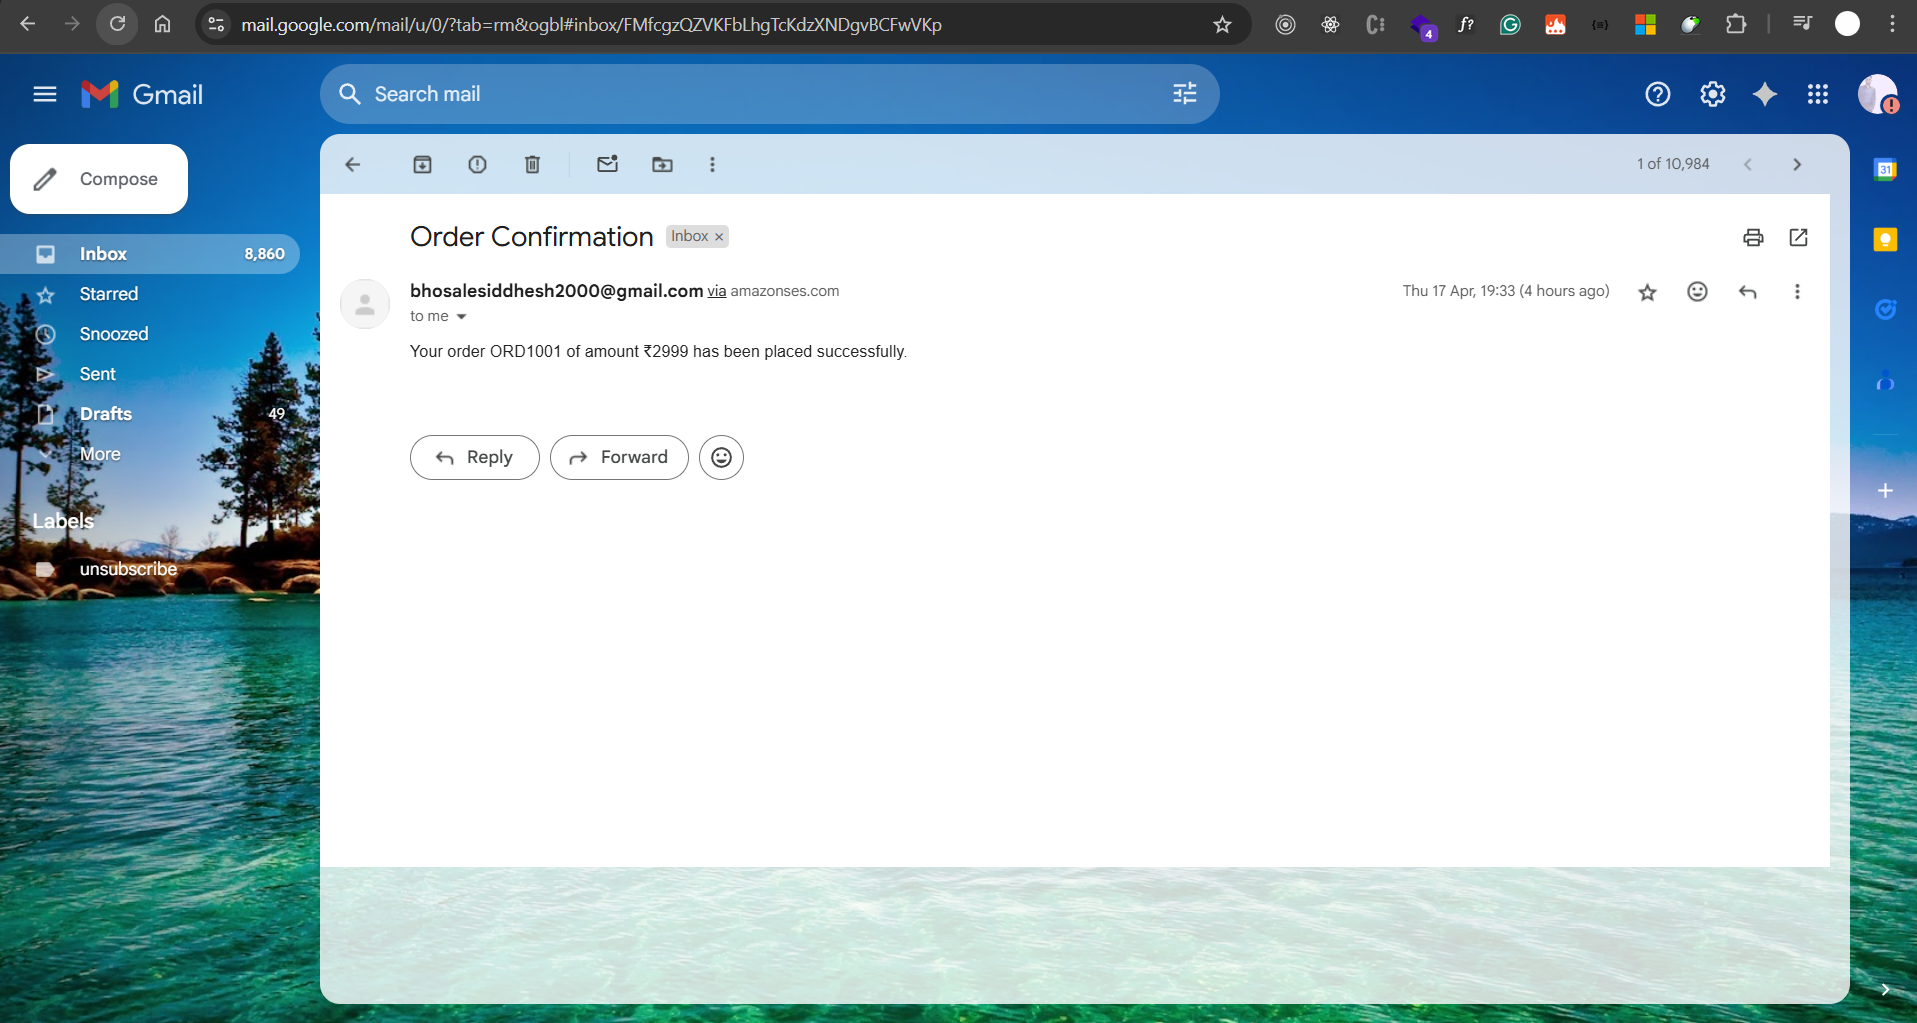 mail.google.com/mail/u/0/?tab=rm&ogbl#inbox/FMfcgzQZVKFbLhgTcKdzXNDgvBCFwVKp
4
Gmail
Search mail
Compose
1 of 10,984
31
Inbox 8,860
Starred
Snoozed
Sent
Drafts 49
More
Labels
unsubscribe
Order Confirmation Inbox ×
bhosalesiddhesh2000@gmail.com via amazonses.com
Thu 17 Apr, 19:33 (4 hours ago)
to me
Your order ORD1001 of amount ₹2999 has been placed successfully.
Reply
Forward